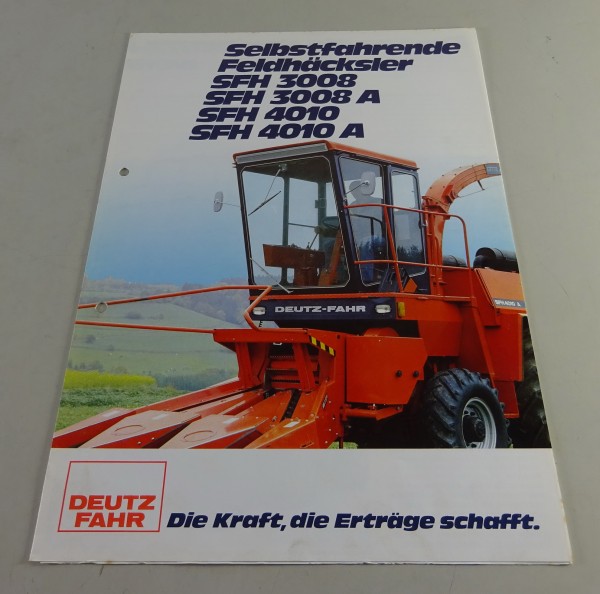 Selbstfahrende
Feldhäcksler
SFH 3008
SFH 3008 A
SFH 4010
SFH 4010 A
DEUTZ-FAHR
DEUTZ
FAHR
Die Kraft, die Erträge schafft.